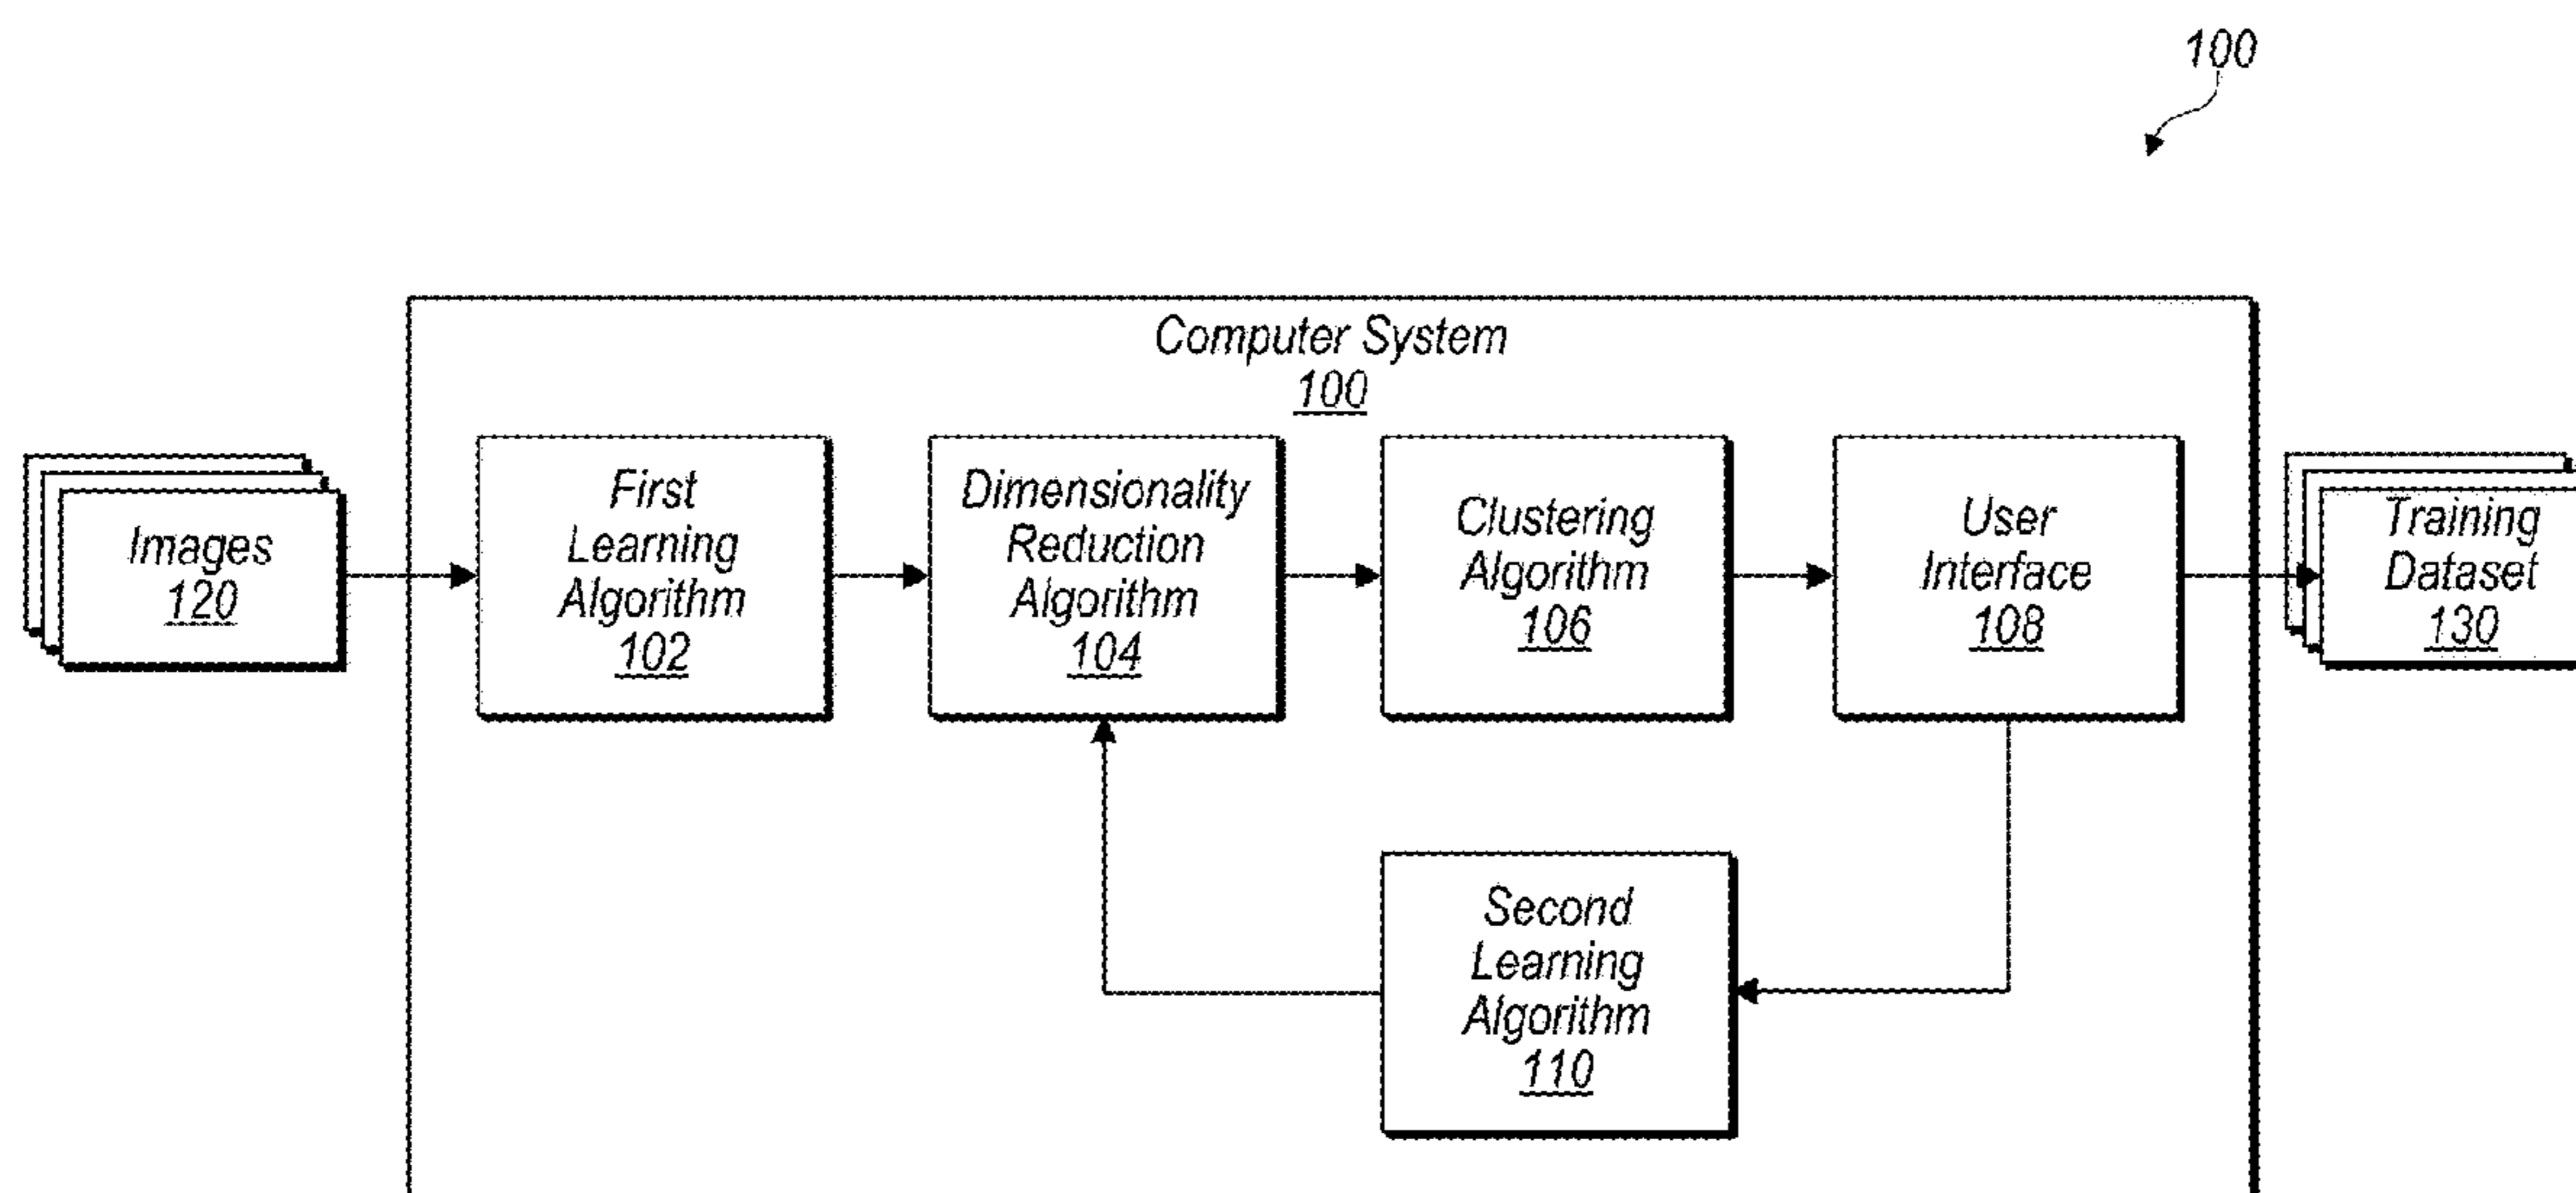 100
Computer System
100
Images
120
First
Learning
Algorithm
102
Dimensionality
Reduction
Algorithm
104
Clustering
Algorithm
106
User
Interface
108
Training
Dataset
130
Second
Learning
Algorithm
110